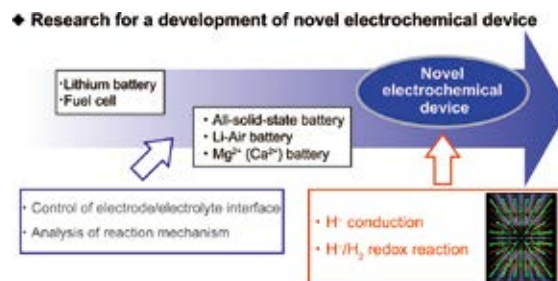 ◆ Research for a development of novel electrochemical device
・Lithium battery
・Fuel cell
・All-solid-state battery
・Li-Air battery
・Mg²⁺ (Ca²⁺) battery
Novel
electrochemical
device
・Control of electrode/electrolyte interface
・Analysis of reaction mechanism
・H⁻ conduction
・H⁻/H₂ redox reaction